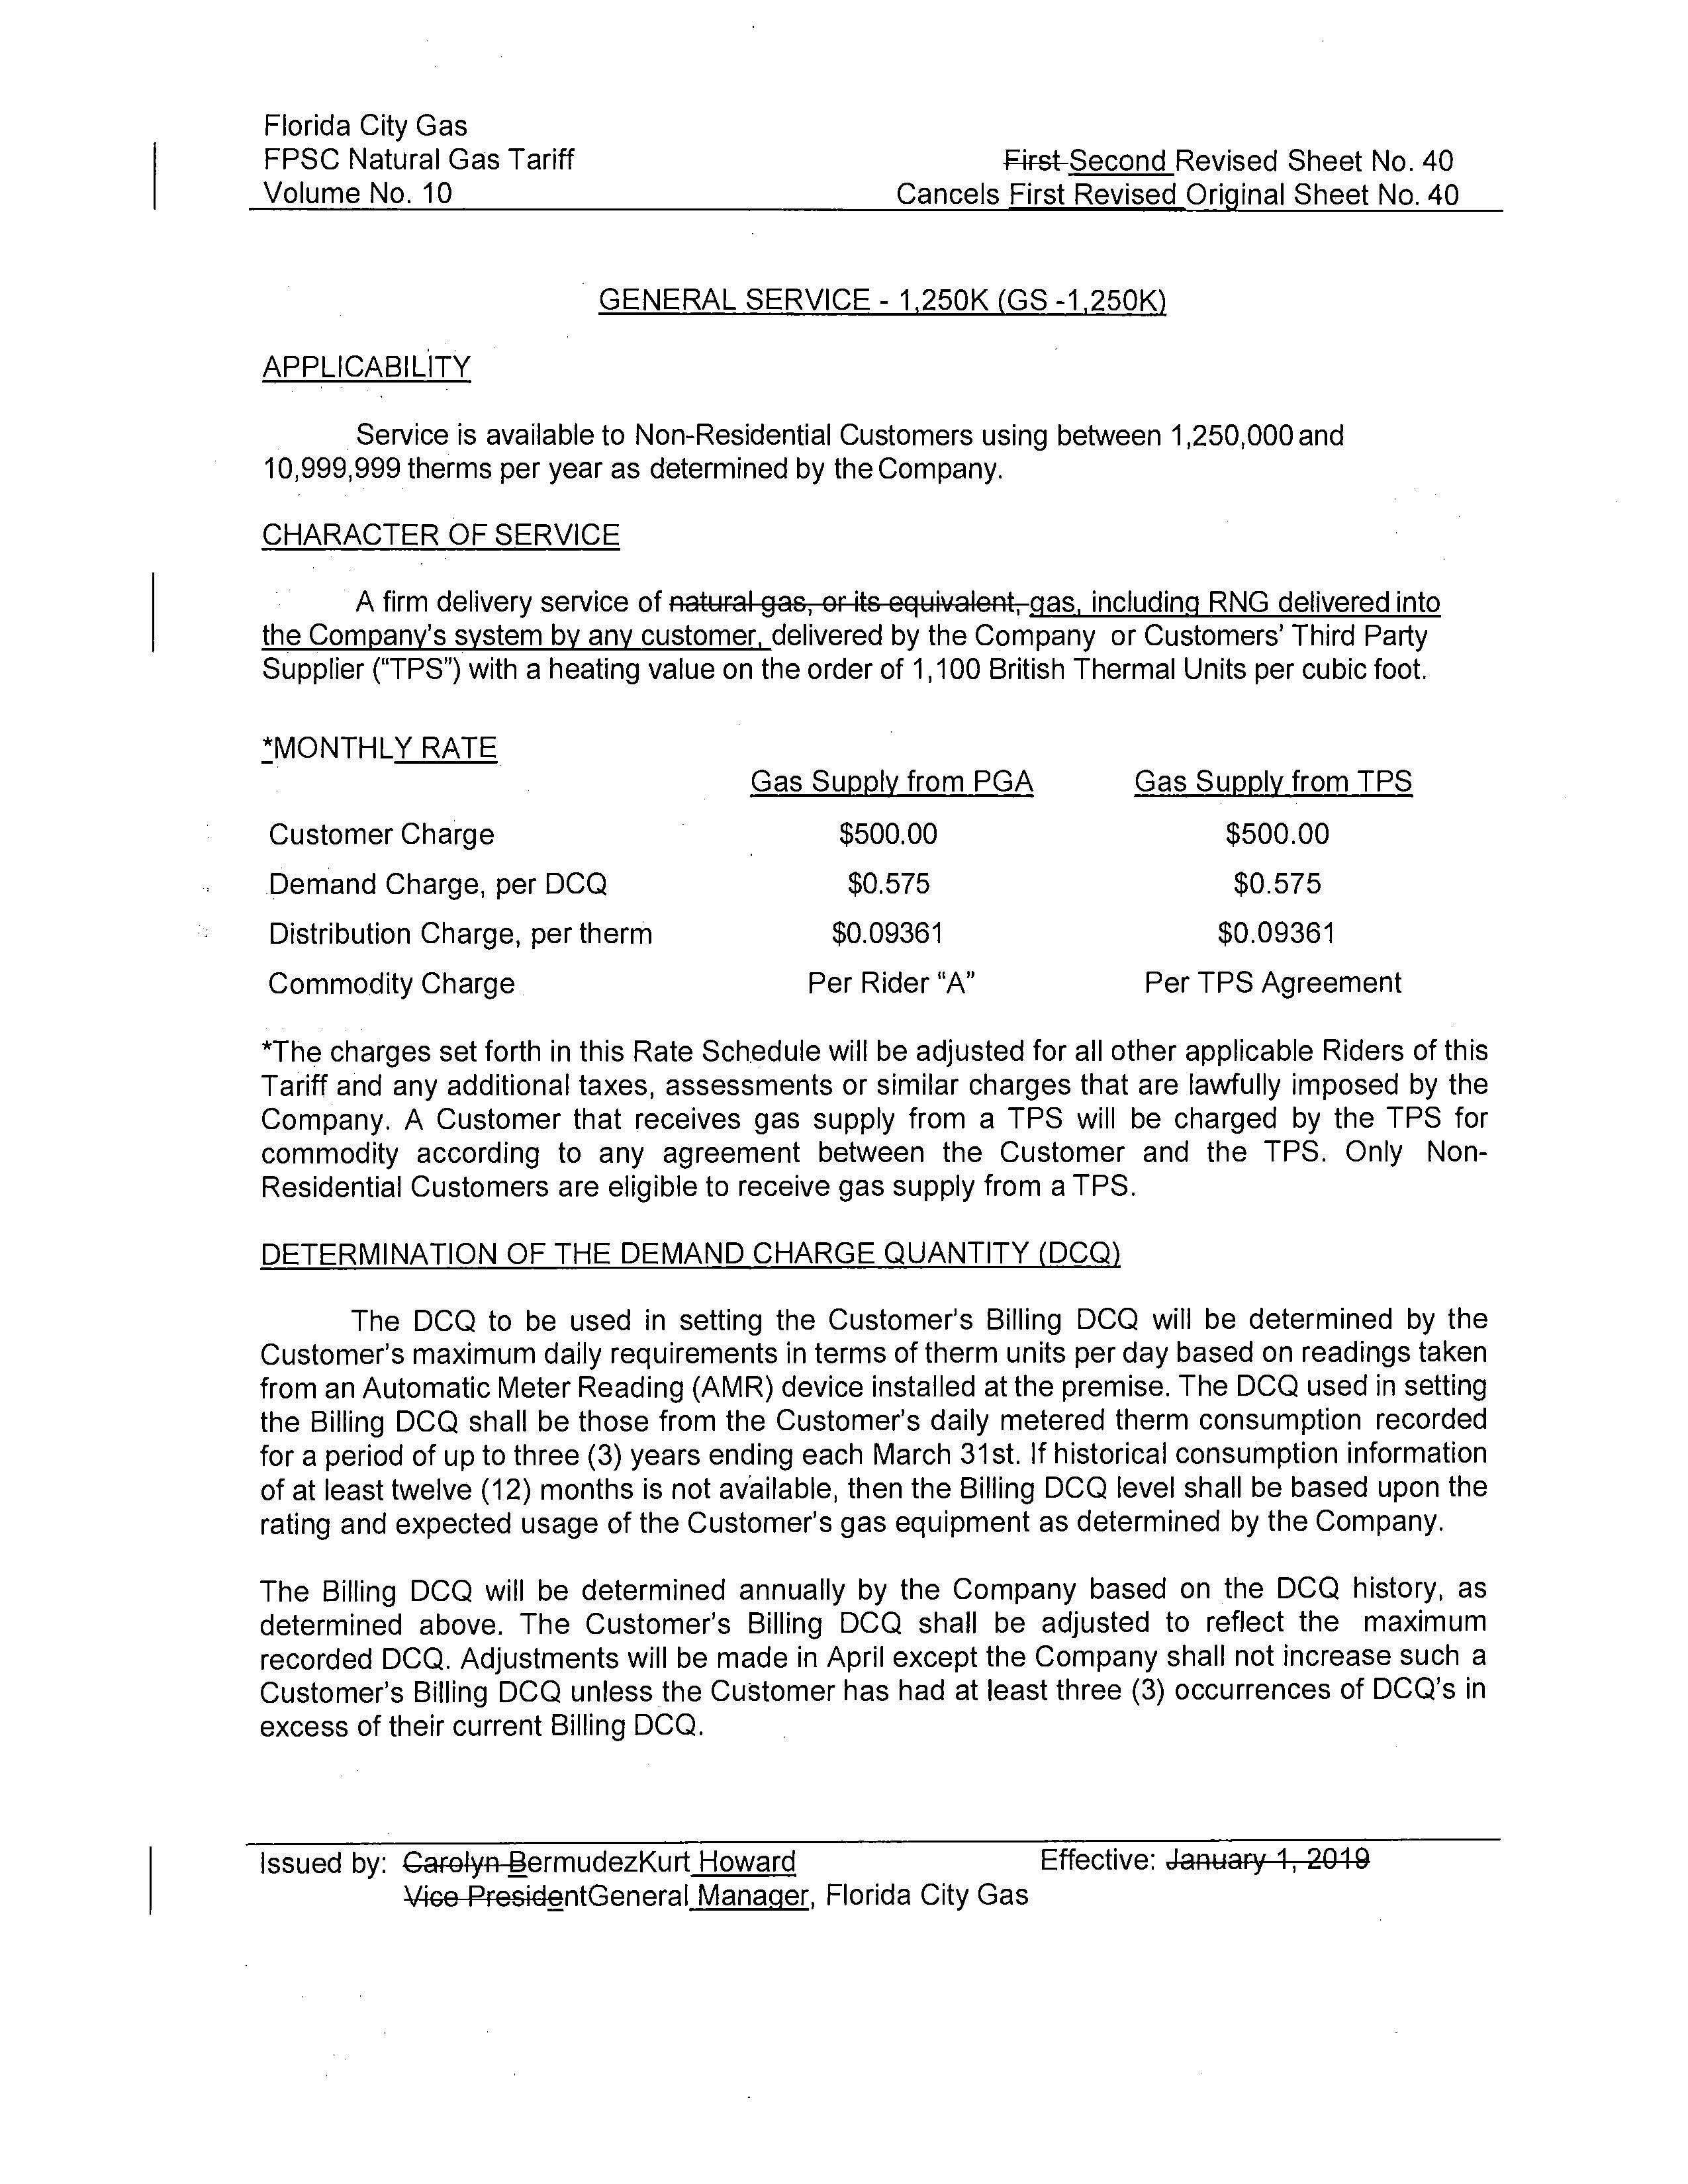 Florida City Gas
FPSC Natural Gas Tariff
First Second Revised Sheet No. 40
Volume No. 10
Cancels First Revised Original Sheet No. 40
GENERAL SERVICE - 1,250K (GS -1,250K)
APPLICABILITY
Service is available to Non-Residential Customers using between 1,250,000 and
10,999,999 therms per year as determined by the Company.
CHARACTER OF SERVICE
A firm delivery service of natural gas, or its equivalent, gas, including RNG delivered into
the Company's system by any customer, delivered by the Company or Customers' Third Party
Supplier ("TPS") with a heating value on the order of 1,100 British Thermal Units per cubic foot.
*MONTHLY RATE
Gas Supply from PGA Gas Supply from TPS
Customer Charge $500.00 $500.00
Demand Charge, per DCQ $0.575 $0.575
Distribution Charge, per therm $0.09361 $0.09361
Commodity Charge Per Rider "A" Per TPS Agreement
*The charges set forth in this Rate Schedule will be adjusted for all other applicable Riders of this
Tariff and any additional taxes, assessments or similar charges that are lawfully imposed by the
Company. A Customer that receives gas supply from a TPS will be charged by the TPS for
commodity according to any agreement between the Customer and the TPS. Only Non-
Residential Customers are eligible to receive gas supply from a TPS.
DETERMINATION OF THE DEMAND CHARGE QUANTITY (DCQ)
The DCQ to be used in setting the Customer's Billing DCQ will be determined by the
Customer's maximum daily requirements in terms of therm units per day based on readings taken
from an Automatic Meter Reading (AMR) device installed at the premise. The DCQ used in setting
the Billing DCQ shall be those from the Customer's daily metered therm consumption recorded
for a period of up to three (3) years ending each March 31st. If historical consumption information
of at least twelve (12) months is not available, then the Billing DCQ level shall be based upon the
rating and expected usage of the Customer's gas equipment as determined by the Company.
The Billing DCQ will be determined annually by the Company based on the DCQ history, as
determined above. The Customer's Billing DCQ shall be adjusted to reflect the maximum
recorded DCQ. Adjustments will be made in April except the Company shall not increase such a
Customer's Billing DCQ unless the Customer has had at least three (3) occurrences of DCQ's in
excess of their current Billing DCQ.
Issued by: Carolyn BermudezKurt Howard Effective: January 1, 2019
Vice PresidentGeneral Manager, Florida City Gas